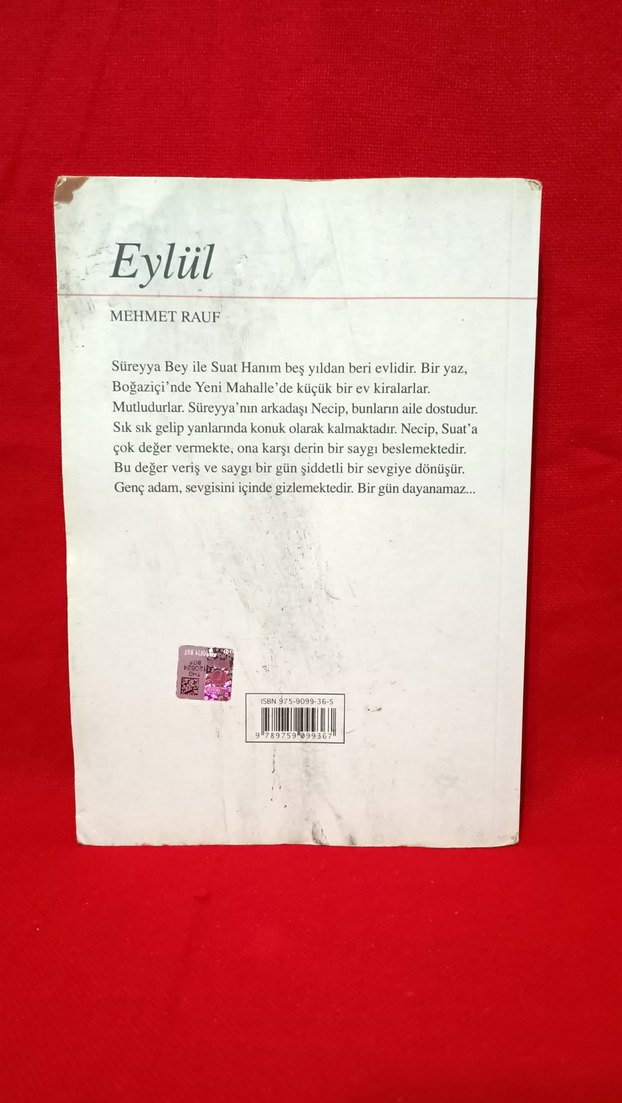 Eylül
MEHMET RAUF
Süreyya Bey ile Suat Hanım beş yıldan beri evlidir. Bir yaz,
Boğaziçi’nde Yeni Mahalle’de küçük bir ev kiralarlar.
Mutludurlar. Süreyya’nın arkadaşı Necip, bunların aile dostudur.
Sık sık gelip yanlarında konuk olarak kalmaktadır. Necip, Suat’a
çok değer vermekte, ona karşı derin bir saygı beslemektedir.
Bu değer veriş ve saygı bir gün şiddetli bir sevgiye dönüşür.
Genç adam, sevgisini içinde gizlemektedir. Bir gün dayanamaz...
ISBN 975-9099-36-5
9 789759 099367